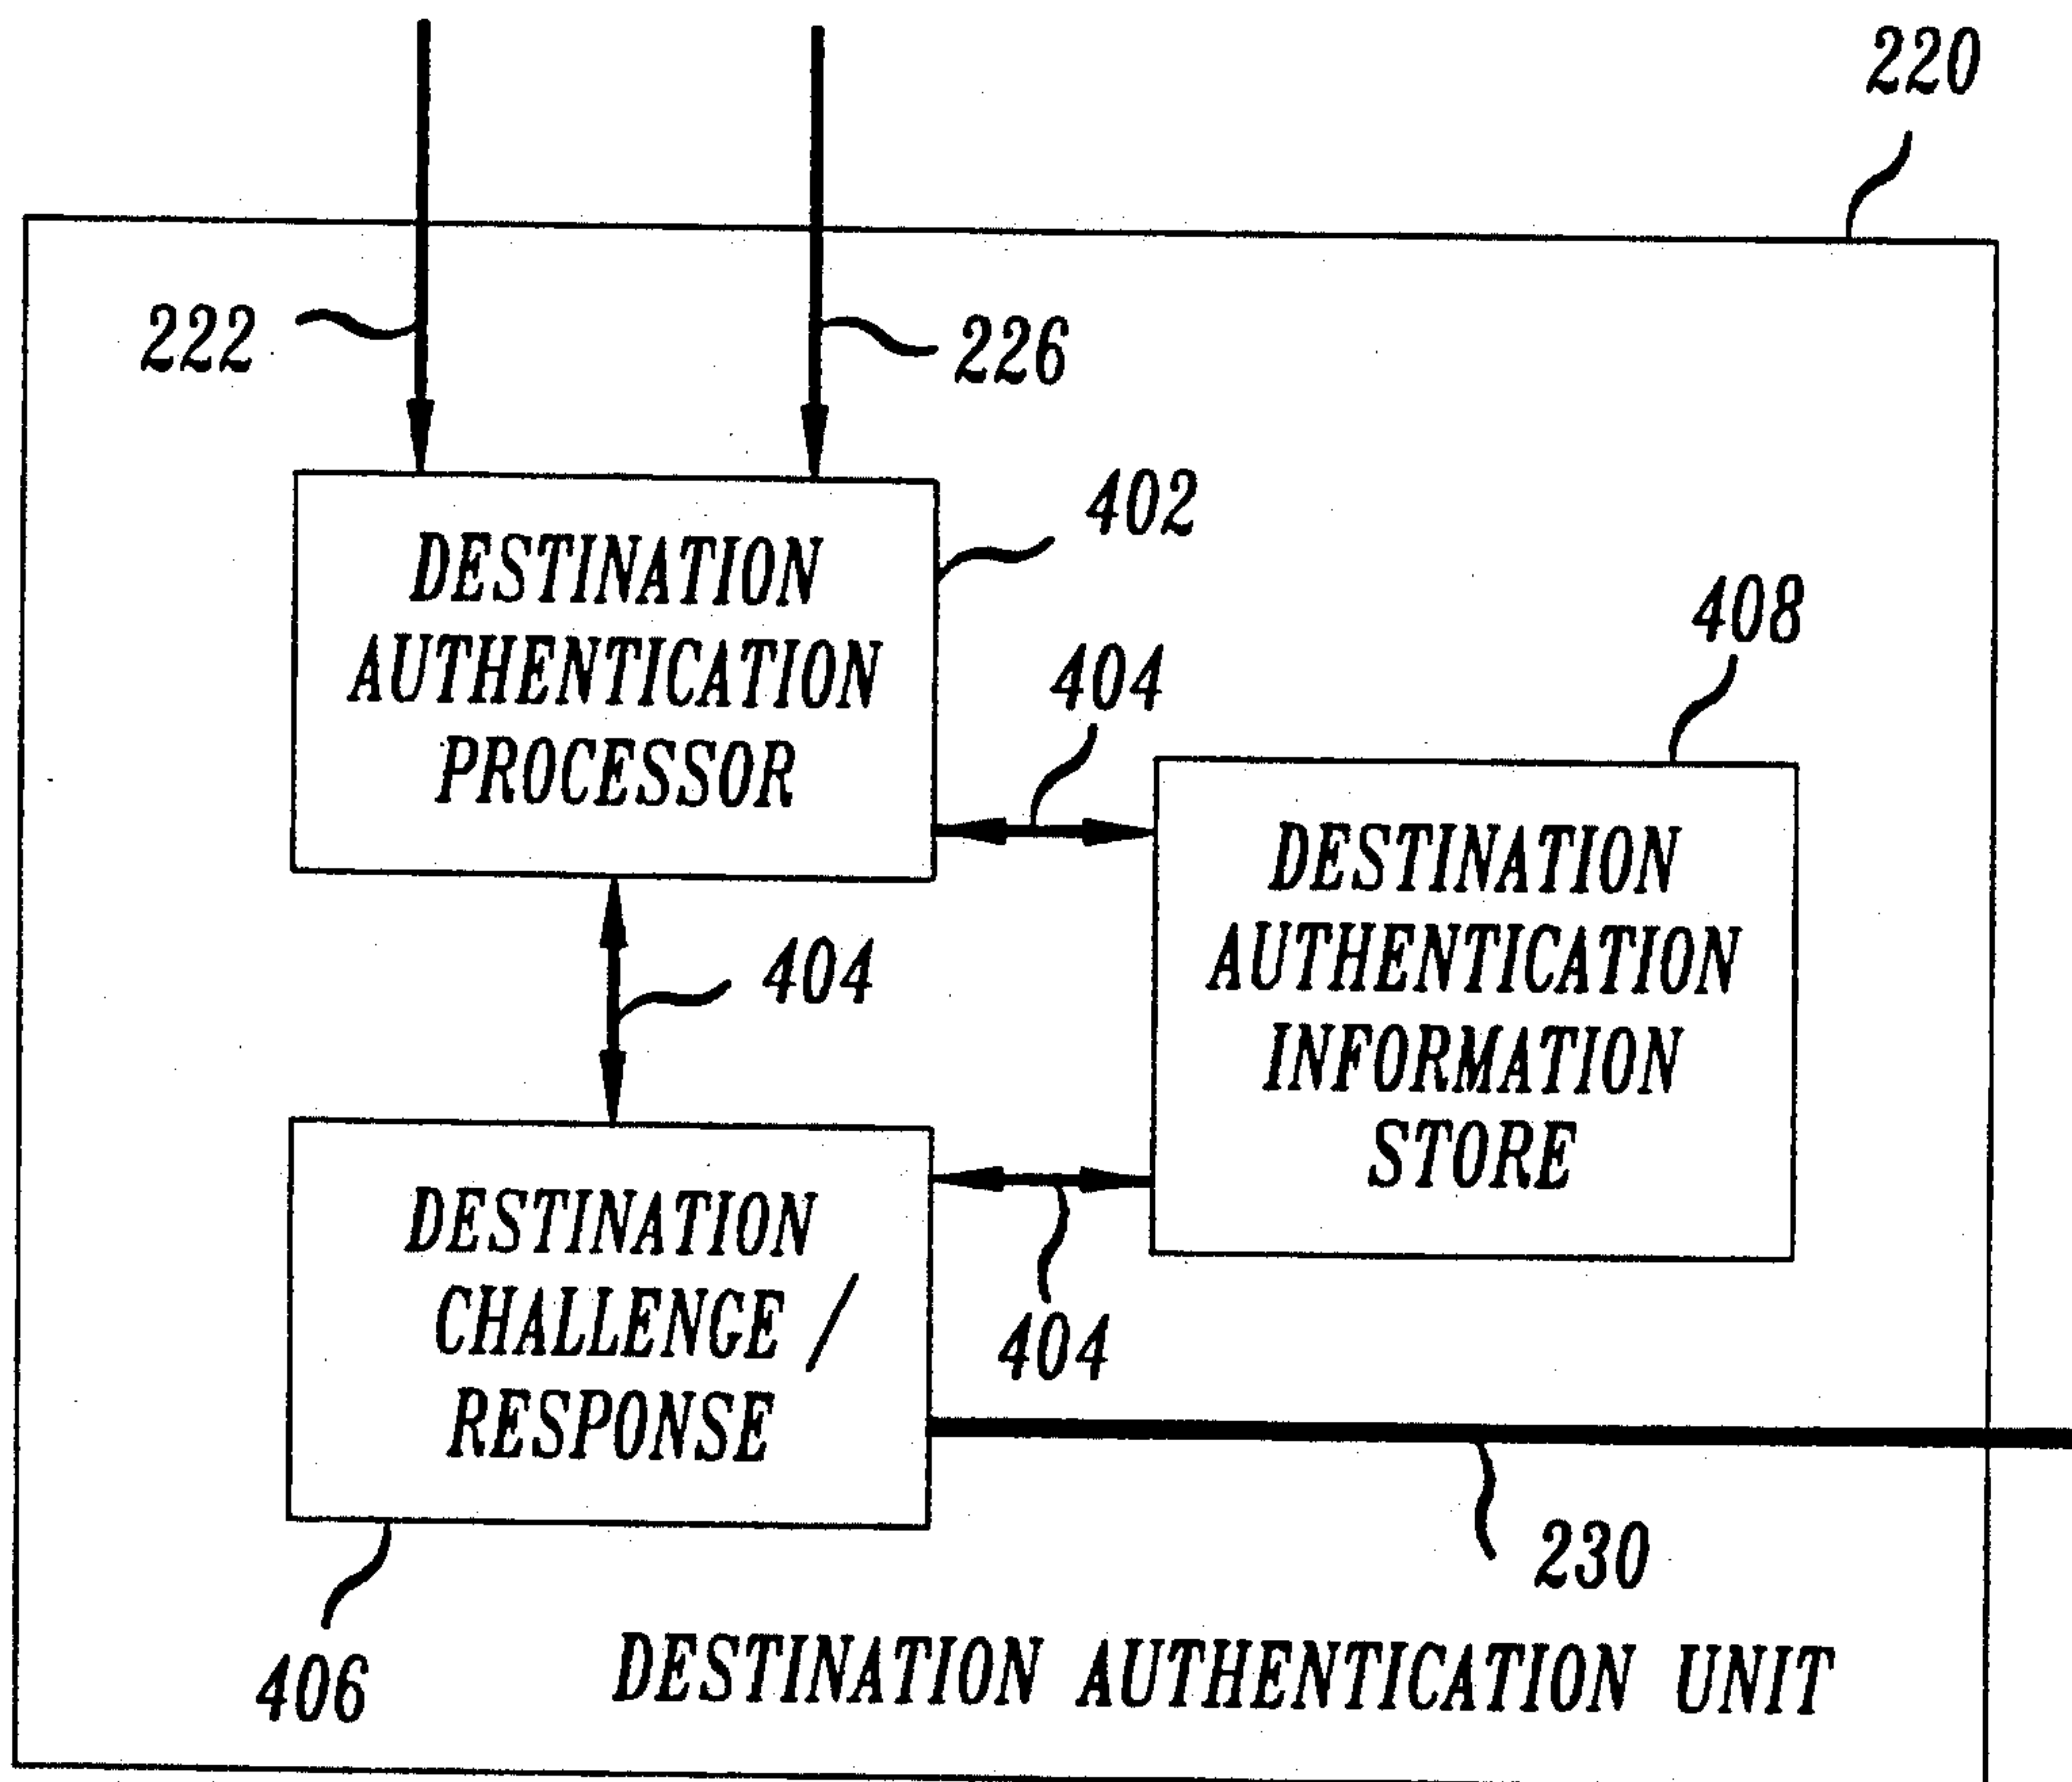 220
222
226
402
DESTINATION
AUTHENTICATION
PROCESSOR
408
404
DESTINATION
AUTHENTICATION
INFORMATION
STORE
404
DESTINATION
CHALLENGE /
RESPONSE
404
230
406
DESTINATION AUTHENTICATION UNIT